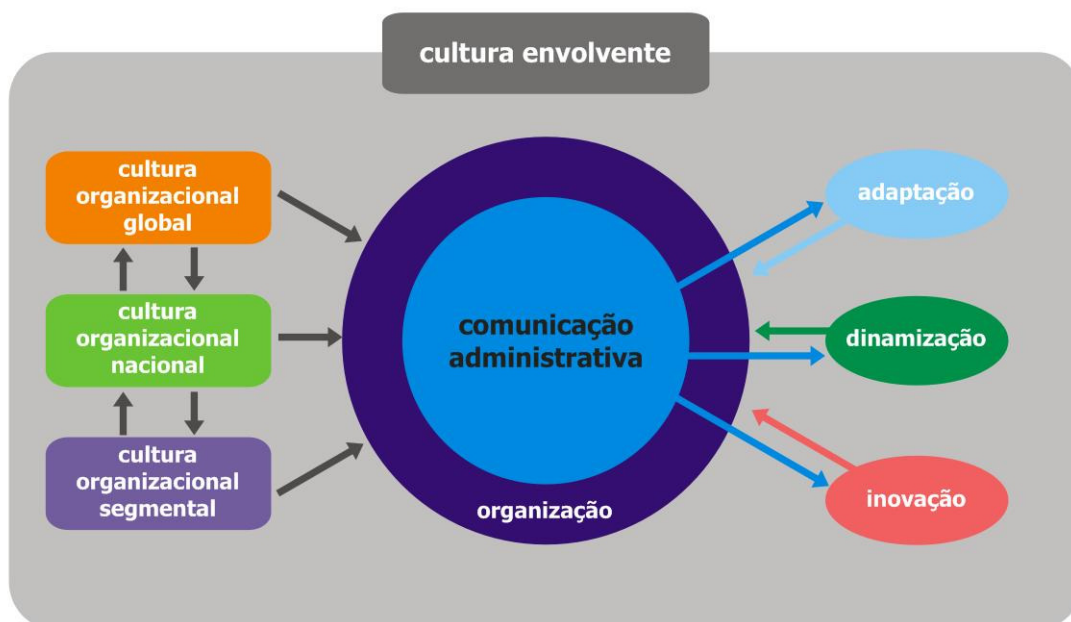 cultura envolvente
cultura
organizacional
global
cultura
organizacional
nacional
cultura
organizacional
segmental
comunicação
administrativa
organização
adaptação
dinamização
inovação